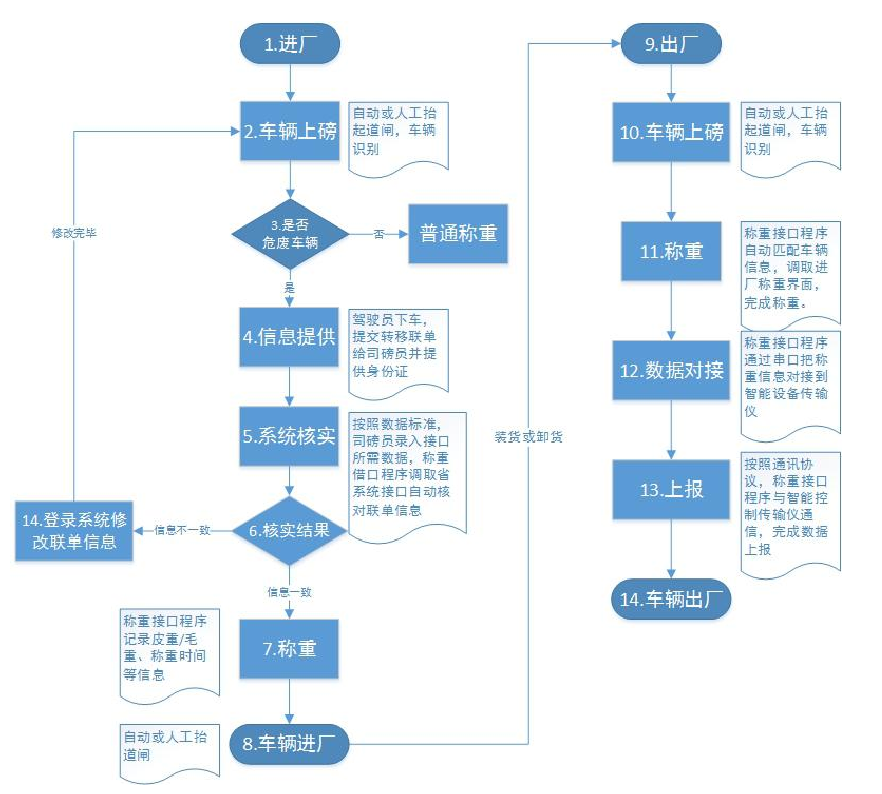 1.进厂
2.车辆上磅
自动或人工抬
起道闸，车辆
识别
3.是否
危废车辆
否
普通称重
是
4.信息提供
驾驶员下车，
提交转移联单
给司磅员并提
供身份证
5.系统核实
按照数据标准，
司磅员录入接口
所需数据，称重
借口程序调取省
系统接口自动核
对联单信息
6.核实结果
信息不一致
14.登录系统修
改联单信息
修改完毕
信息一致
7.称重
称重接口程序
记录皮重/毛
重、称重时间
等信息
8.车辆进厂
自动或人工抬
道闸
装货或卸货
9.出厂
10.车辆上磅
自动或人工抬
起道闸，车辆
识别
11.称重
称重接口程序
自动匹配车辆
信息，调取进
厂称重界面，
完成称重。
12.数据对接
称重接口程序
通过串口把称
重信息对接到
智能设备传输
仪
13.上报
按照通讯协
议，称重接口
程序与智能控
制传输仪通
信，完成数据
上报
14.车辆出厂